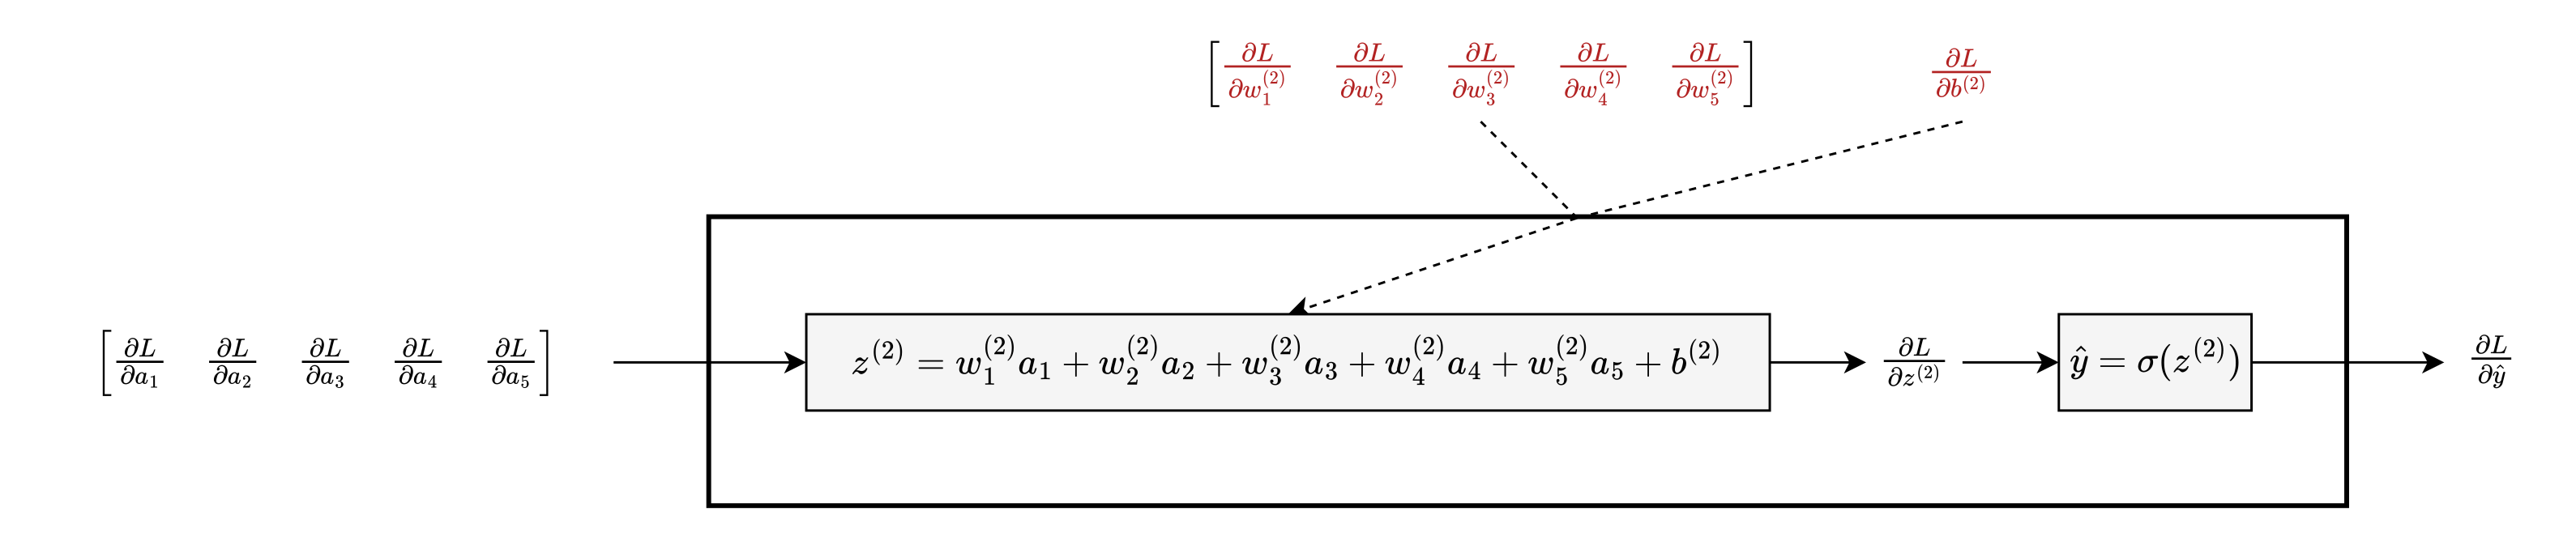 [∂L/∂w₁⁽²⁾ ∂L/∂w₂⁽²⁾ ∂L/∂w₃⁽²⁾ ∂L/∂w₄⁽²⁾ ∂L/∂w₅⁽²⁾] ∂L/∂b⁽²⁾
[∂L/∂a₁ ∂L/∂a₂ ∂L/∂a₃ ∂L/∂a₄ ∂L/∂a₅] z⁽²⁾ = w₁⁽²⁾a₁ + w₂⁽²⁾a₂ + w₃⁽²⁾a₃ + w₄⁽²⁾a₄ + w₅⁽²⁾a₅ + b⁽²⁾ ∂L/∂z⁽²⁾ ŷ = σ(z⁽²⁾) ∂L/∂ŷ